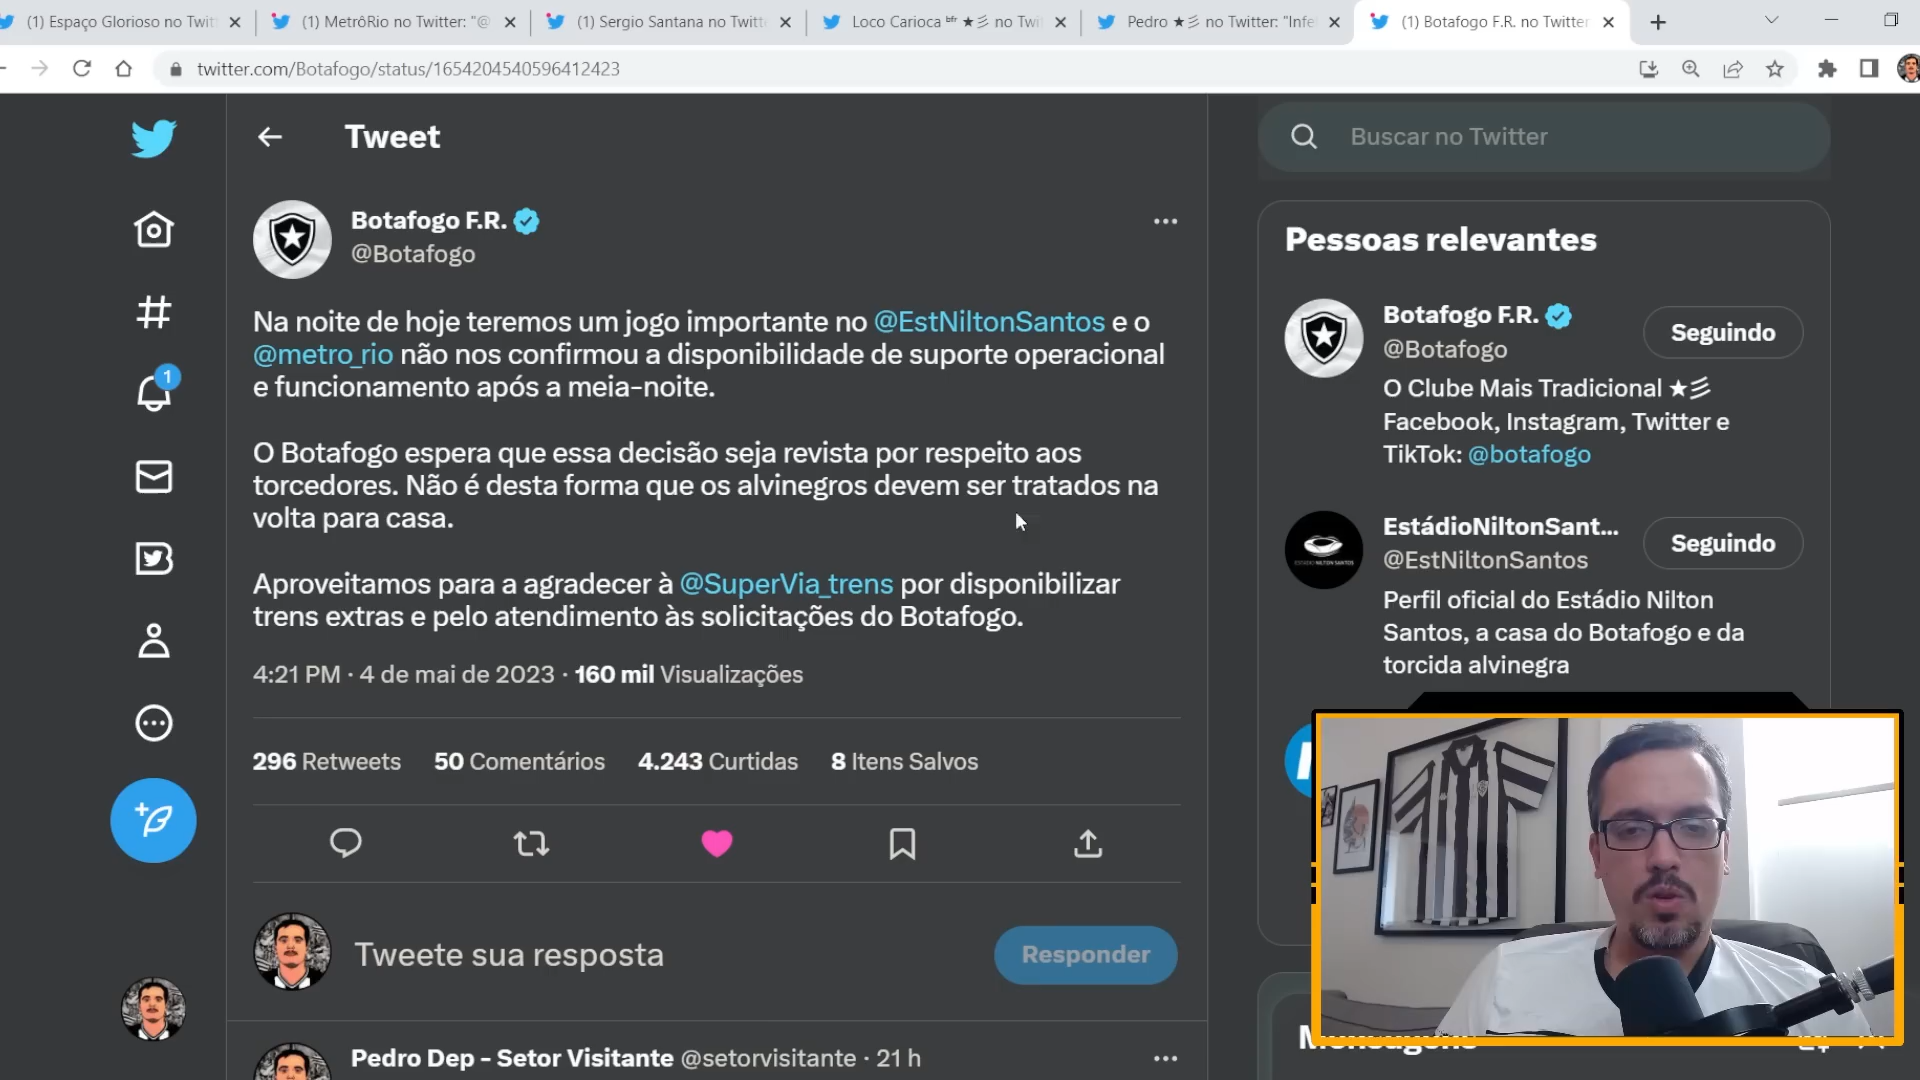 (1) Espaço Glorioso no Twit
(1) MetrôRio no Twitter: "@
(1) Sergio Santana no Twitt
Loco Carioca ᵇᶠʳ ★彡 no Twi
Pedro ★彡 no Twitter: "Infe
(1) Botafogo F.R. no Twitter
twitter.com/Botafogo/status/1654204540596412423
Tweet
Buscar no Twitter
Botafogo F.R.
@Botafogo
Na noite de hoje teremos um jogo importante no @EstNiltonSantos e o
@metro_rio não nos confirmou a disponibilidade de suporte operacional
e funcionamento após a meia-noite.
O Botafogo espera que essa decisão seja revista por respeito aos
torcedores. Não é desta forma que os alvinegros devem ser tratados na
volta para casa.
Aproveitamos para a agradecer à @SuperVia_trens por disponibilizar
trens extras e pelo atendimento às solicitações do Botafogo.
4:21 PM · 4 de mai de 2023 · 160 mil Visualizações
296 Retweets 50 Comentários 4.243 Curtidas 8 Itens Salvos
1
Tweete sua resposta
Responder
Pedro Dep - Setor Visitante @setorvisitante · 21 h
Pessoas relevantes
Botafogo F.R.
@Botafogo
Seguindo
O Clube Mais Tradicional ★彡
Facebook, Instagram, Twitter e
TikTok: @botafogo
EstádioNiltonSant...
@EstNiltonSantos
Seguindo
Perfil oficial do Estádio Nilton
Santos, a casa do Botafogo e da
torcida alvinegra